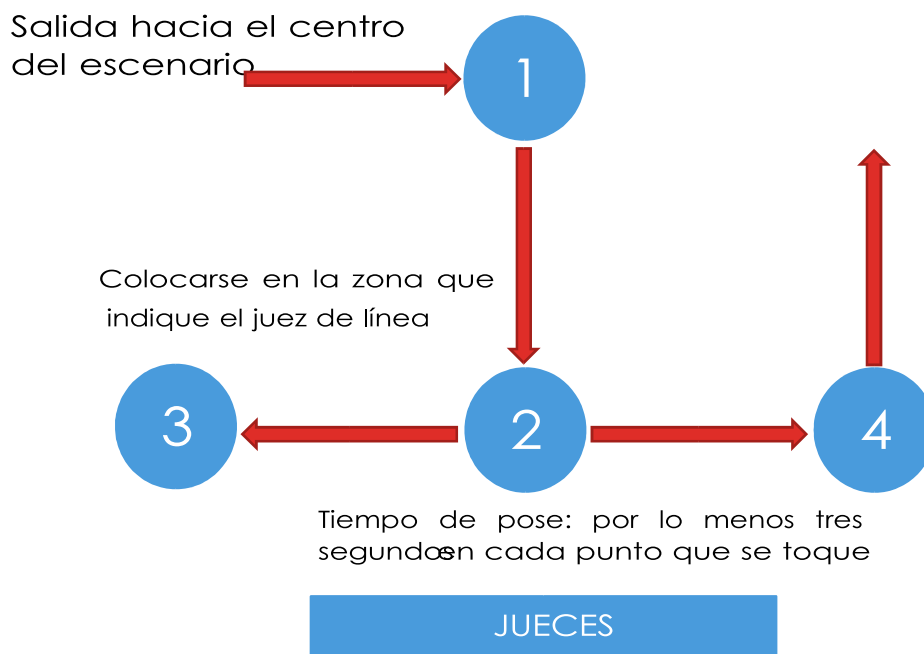 Salida hacia el centro
del escenario
1
Colocarse en la zona que
indique el juez de línea
3
2
4
Tiempo de pose: por lo menos tres
segundos en cada punto que se toque
JUECES